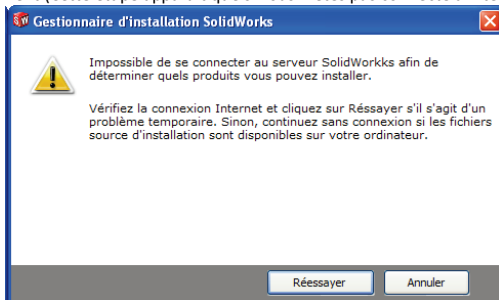 Gestionnaire d'installation SolidWorks
Impossible de se connecter au serveur SolidWorkks afin de
déterminer quels produits vous pouvez installer.
Vérifiez la connexion Internet et cliquez sur Réssayer s'il s'agit d'un
problème temporaire. Sinon, continuez sans connexion si les fichiers
source d'installation sont disponibles sur votre ordinateur.
Réessayer
Annuler